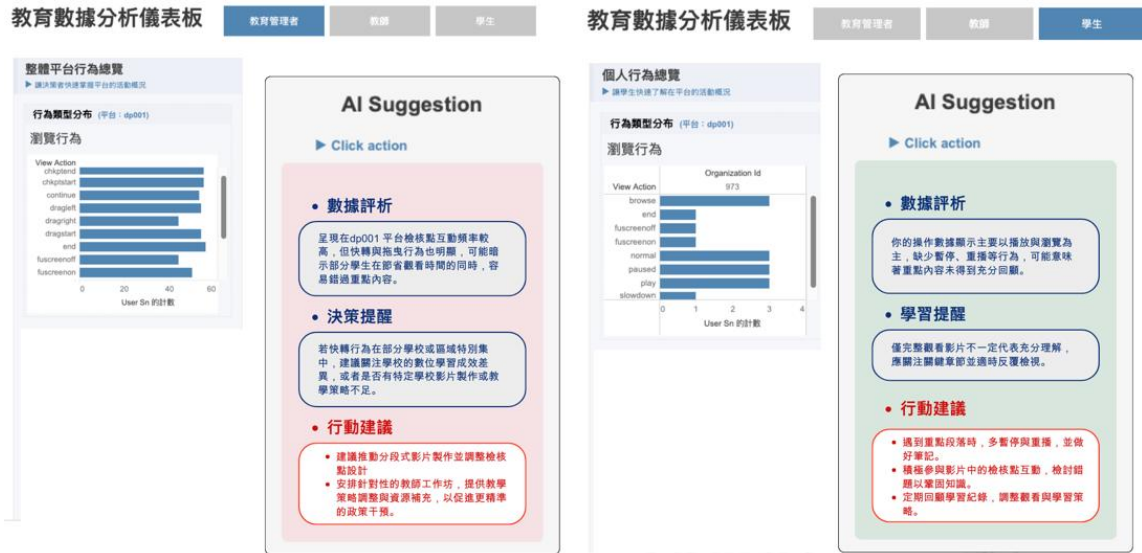 教育數據分析儀表板
教育管理者
教師
學生
整體平台行為總覽
▶ 讓決策者快速掌握平台的活動概況
行為類型分布 (平台：dp001)
瀏覽行為
View Action
chkptend
chkptstart
continue
dragleft
dragright
dragstart
end
fuscreenoff
fuscreenon
0 20 40 60
User Sn 的計數
AI Suggestion
▶ Click action
• 數據評析
呈現在dp001 平台檢核點互動頻率較
高，但快轉與拖曳行為也明顯，可能暗
示部分學生在節省觀看時間的同時，容
易錯過重點內容。
• 決策提醒
若快轉行為在部分學校或區域特別集
中，建議關注學校的數位學習成效差
異，或者是否有特定學校影片製作或教
學策略不足。
• 行動建議
• 建議推動分段式影片製作並調整檢核
點設計
• 安排針對性的教師工作坊，提供教學
策略調整與資源補充，以促進更精準
的政策干預。
教育數據分析儀表板
教育管理者
教師
學生
個人行為總覽
▶ 讓學生快速了解在平台的活動概況
行為類型分布 (平台：dp001)
瀏覽行為
Organization Id
View Action 973
browse
end
fuscreenoff
fuscreenon
normal
paused
play
slowdown
0 1 2 3 4
User Sn 的計數
AI Suggestion
▶ Click action
• 數據評析
你的操作數據顯示主要以播放與瀏覽為
主，缺少暫停、重播等行為，可能意味
著重點內容未得到充分回顧。
• 學習提醒
僅完整觀看影片不一定代表充分理解，
應關注關鍵章節並適時反覆檢視。
• 行動建議
• 遇到重點段落時，多暫停與重播，並做
好筆記。
• 積極參與影片中的檢核點互動，檢討錯
題以鞏固知識。
• 定期回顧學習紀錄，調整觀看與學習策
略。